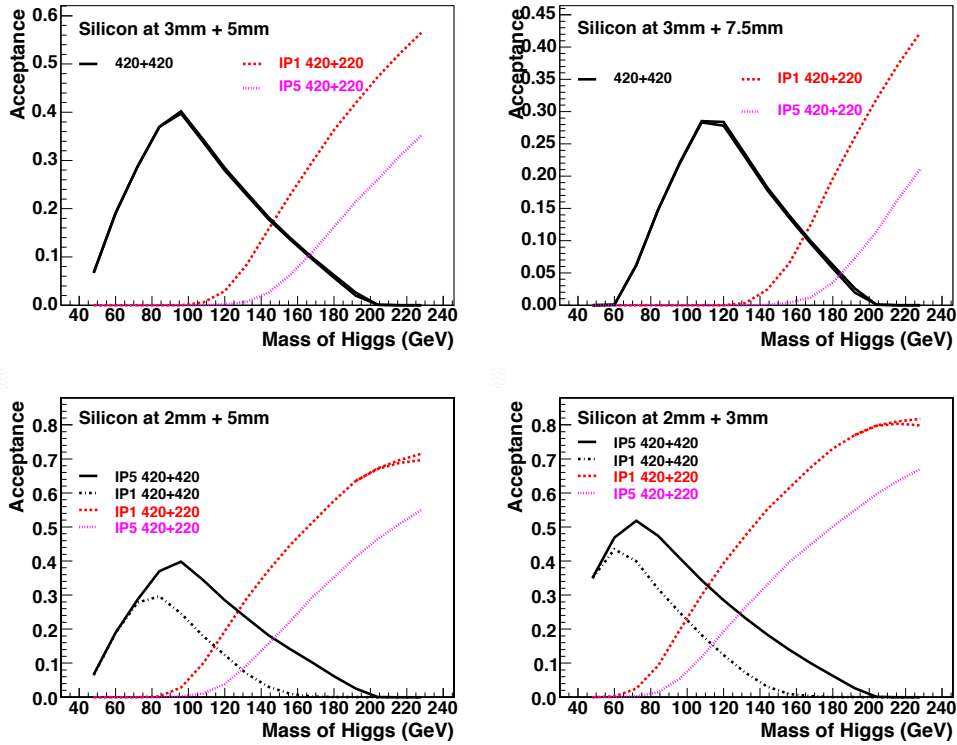 Silicon at 3mm + 5mm
420+420
IP1 420+220
IP5 420+220
Acceptance
0.6
0.5
0.4
0.3
0.2
0.1
0.0
40 60 80 100 120 140 160 180 200 220 240
Mass of Higgs (GeV)
Silicon at 3mm + 7.5mm
420+420
IP1 420+220
IP5 420+220
Acceptance
0.45
0.40
0.35
0.30
0.25
0.20
0.15
0.10
0.05
0.00
40 60 80 100 120 140 160 180 200 220 240
Mass of Higgs (GeV)
Silicon at 2mm + 5mm
IP5 420+420
IP1 420+420
IP1 420+220
IP5 420+220
Acceptance
0.8
0.7
0.6
0.5
0.4
0.3
0.2
0.1
0.0
40 60 80 100 120 140 160 180 200 220 240
Mass of Higgs (GeV)
Silicon at 2mm + 3mm
IP5 420+420
IP1 420+420
IP1 420+220
IP5 420+220
Acceptance
0.8
0.7
0.6
0.5
0.4
0.3
0.2
0.1
0.0
40 60 80 100 120 140 160 180 200 220 240
Mass of Higgs (GeV)